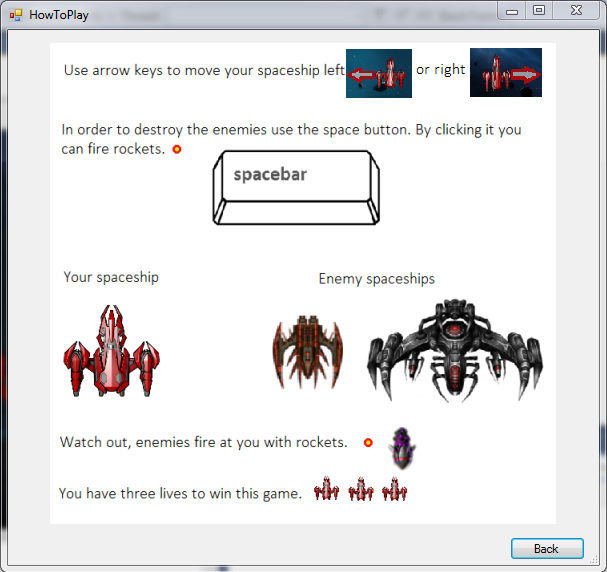 HowToPlay
Use arrow keys to move your spaceship left or right
In order to destroy the enemies use the space button. By clicking it you
can fire rockets.
spacebar
Your spaceship
Enemy spaceships
Watch out, enemies fire at you with rockets.
You have three lives to win this game.
Back